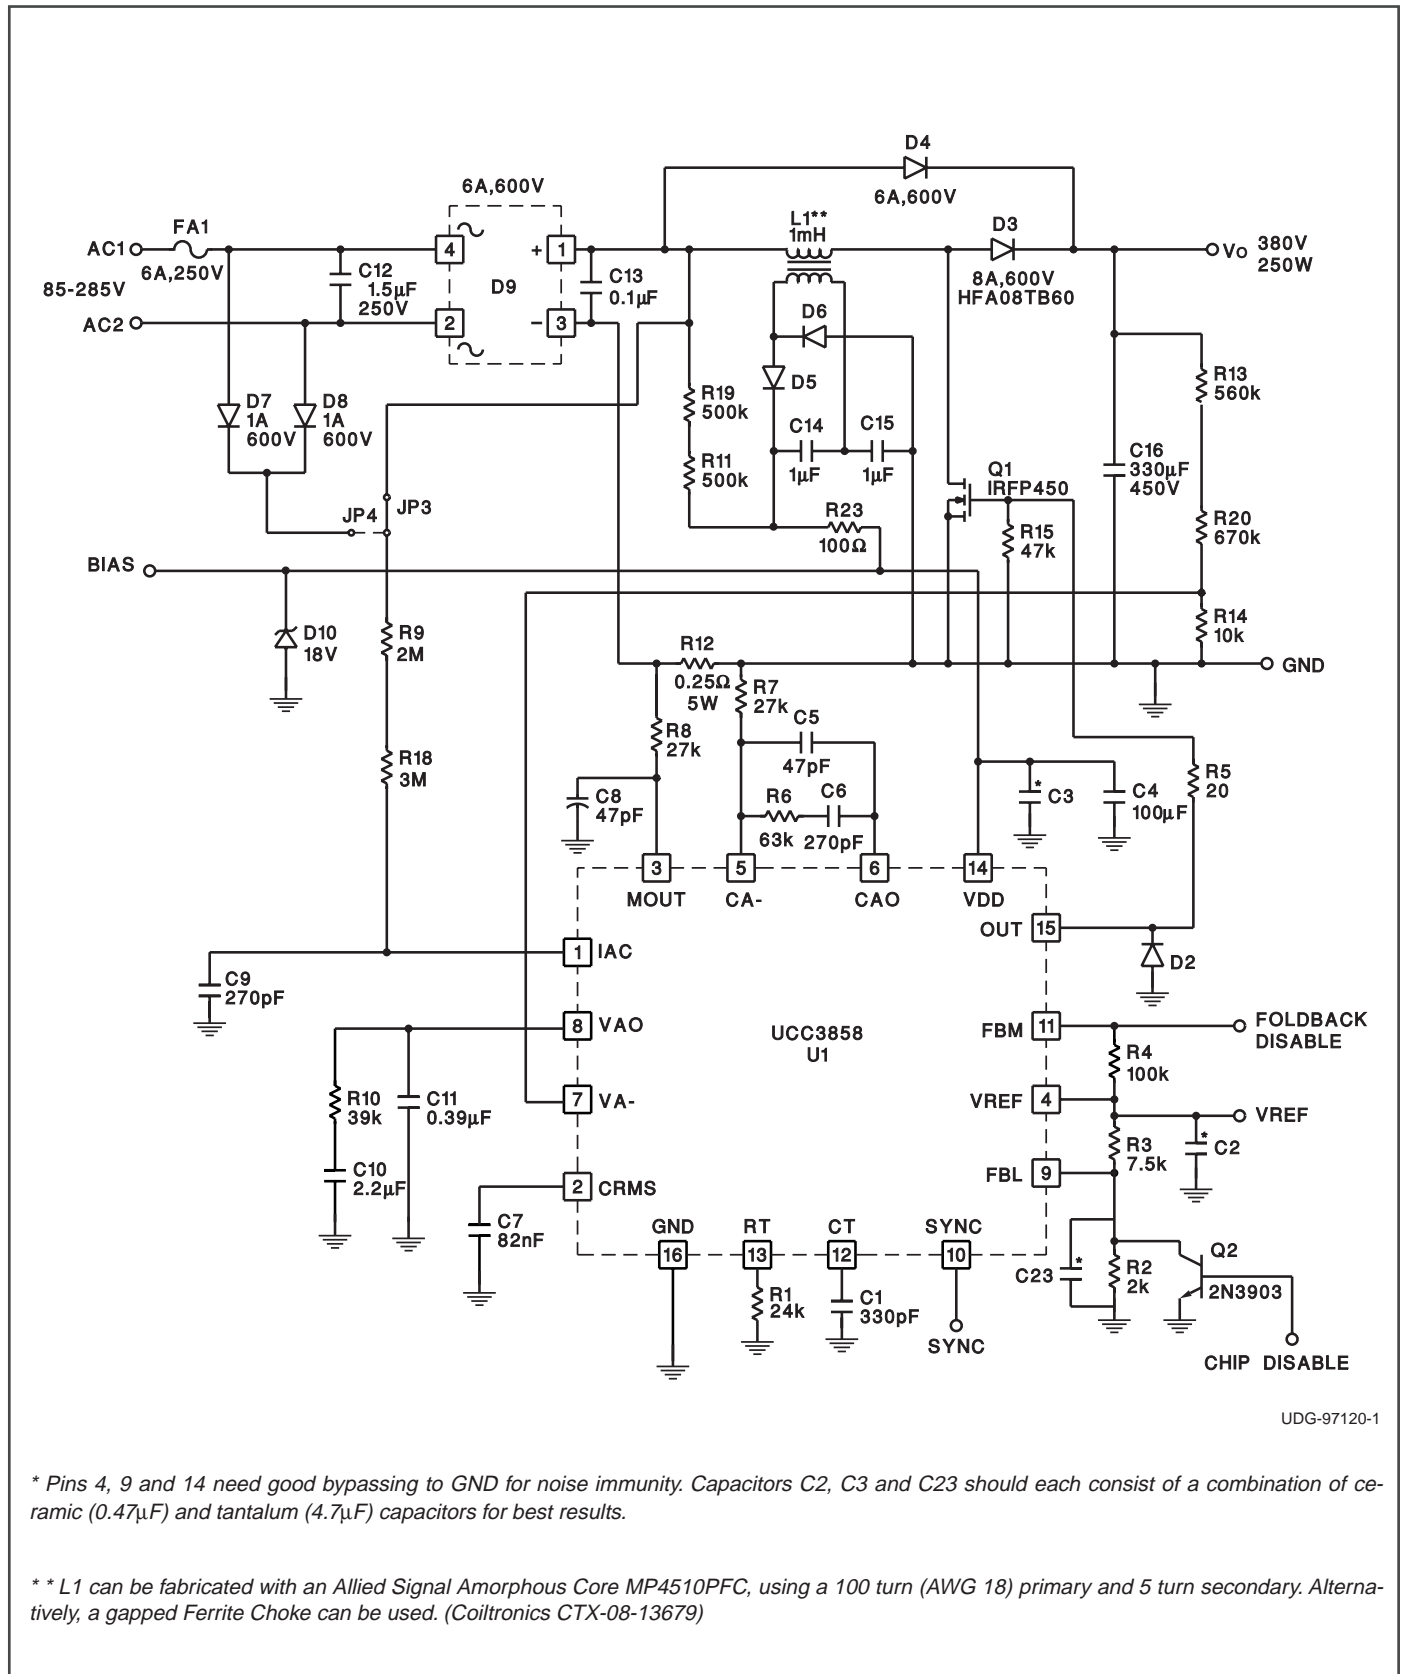 D4
6A,600V
6A,600V
FA1
AC1
6A,250V
85-285V
AC2
C12
1.5µF
250V
4
2
D9
+
1
–
3
C13
0.1µF
L1**
1mH
D3
8A,600V
HFA08TB60
VO
380V
250W
D6
D5
D7
1A
600V
D8
1A
600V
R19
500k
R11
500k
C14
1µF
C15
1µF
R13
560k
C16
330µF
450V
Q1
IRFP450
JP4
JP3
R23
100Ω
R15
47k
R20
670k
BIAS
D10
18V
R9
2M
R12
0.25Ω
5W
R14
10k
GND
R7
27k
R8
27k
C5
47pF
R18
3M
C8
47pF
R6
63k
C6
270pF
* C3
C4
100µF
R5
20
3
MOUT
5
CA-
6
CAO
14
VDD
OUT
15
D2
1
IAC
C9
270pF
8
VAO
UCC3858
U1
FBM
11
FOLDBACK
DISABLE
R4
100k
R10
39k
C11
0.39µF
7
VA-
VREF
4
VREF
R3
7.5k
* C2
C10
2.2µF
2
CRMS
FBL
9
C7
82nF
GND
16
RT
13
CT
12
SYNC
10
C23 *
R2
2k
Q2
2N3903
R1
24k
C1
330pF
SYNC
CHIP DISABLE
UDG-97120-1
* Pins 4, 9 and 14 need good bypassing to GND for noise immunity. Capacitors C2, C3 and C23 should each consist of a combination of ce-
ramic (0.47µF) and tantalum (4.7µF) capacitors for best results.
* * L1 can be fabricated with an Allied Signal Amorphous Core MP4510PFC, using a 100 turn (AWG 18) primary and 5 turn secondary. Alterna-
tively, a gapped Ferrite Choke can be used. (Coiltronics CTX-08-13679)